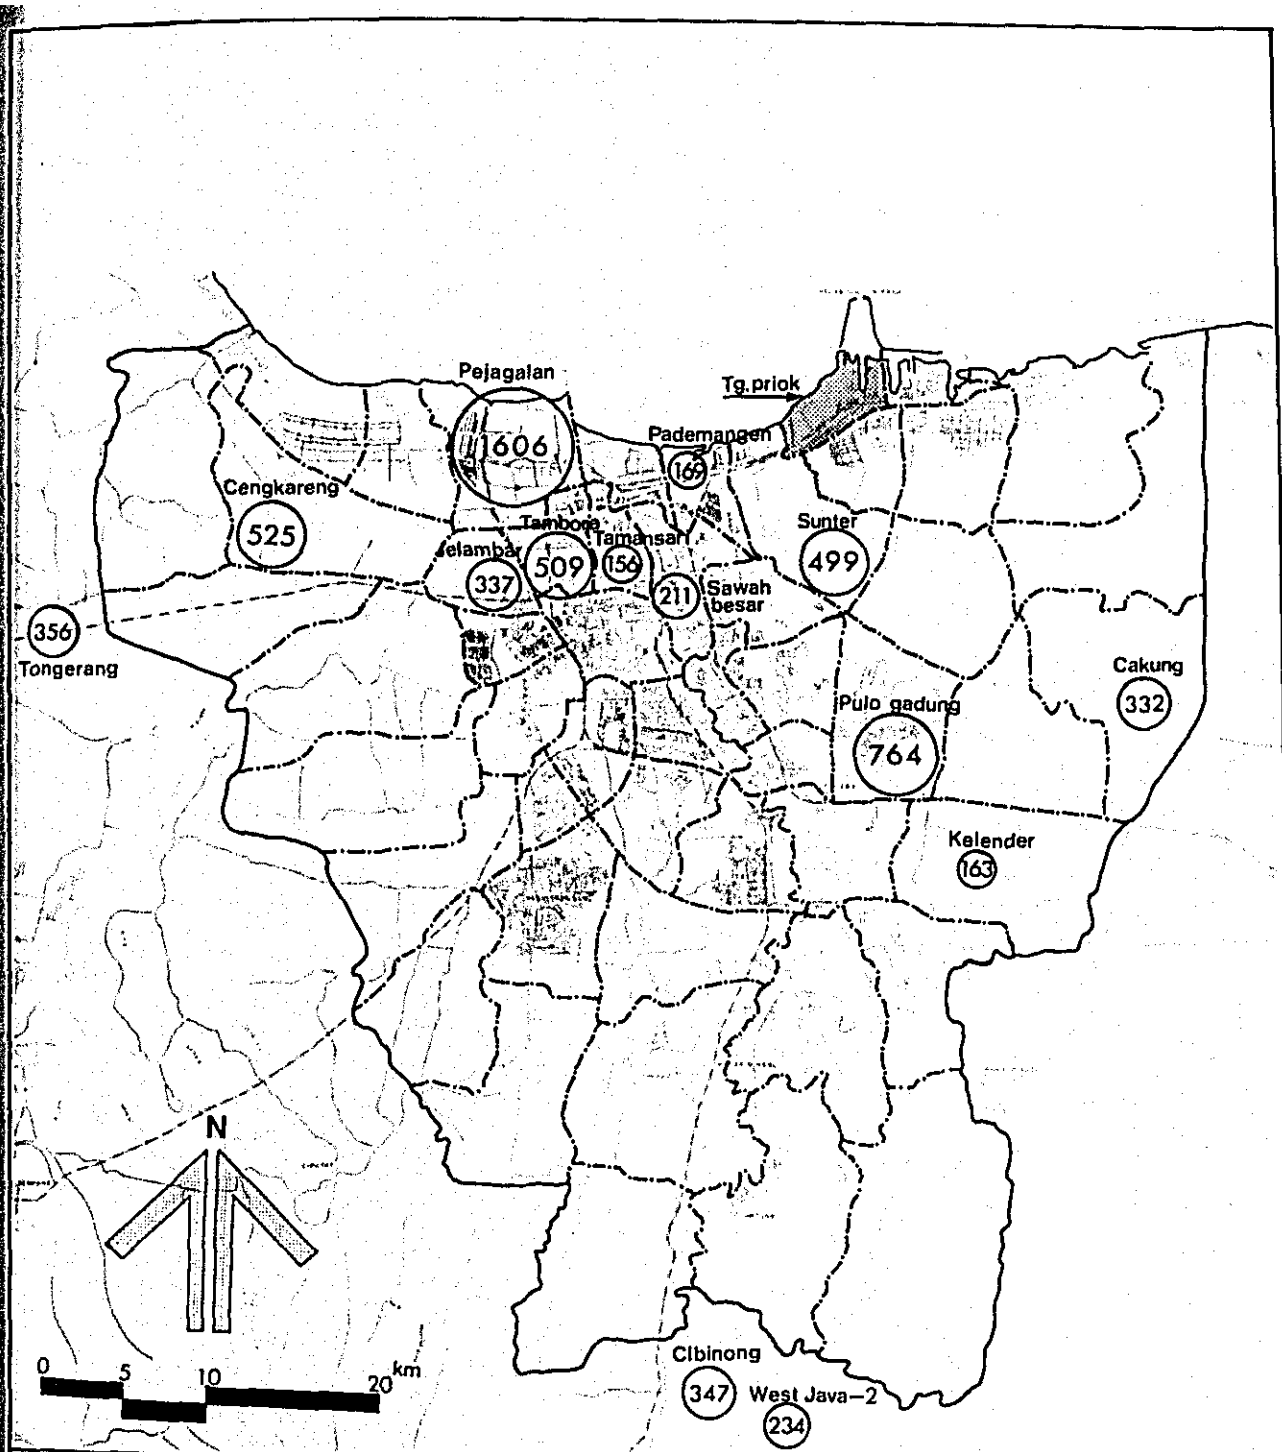 Pejagalan
1606
Tg.priok
Pademangen
169
Cengkareng
525
Tambora
509
Tamansari
156
Jelambar
337
Sunter
499
211
Sawah
besar
356
Tongerang
Cakung
332
Pulo gadung
764
Kelender
163
N
0
5
10
20
km
Cibinong
347
West Java-2
234